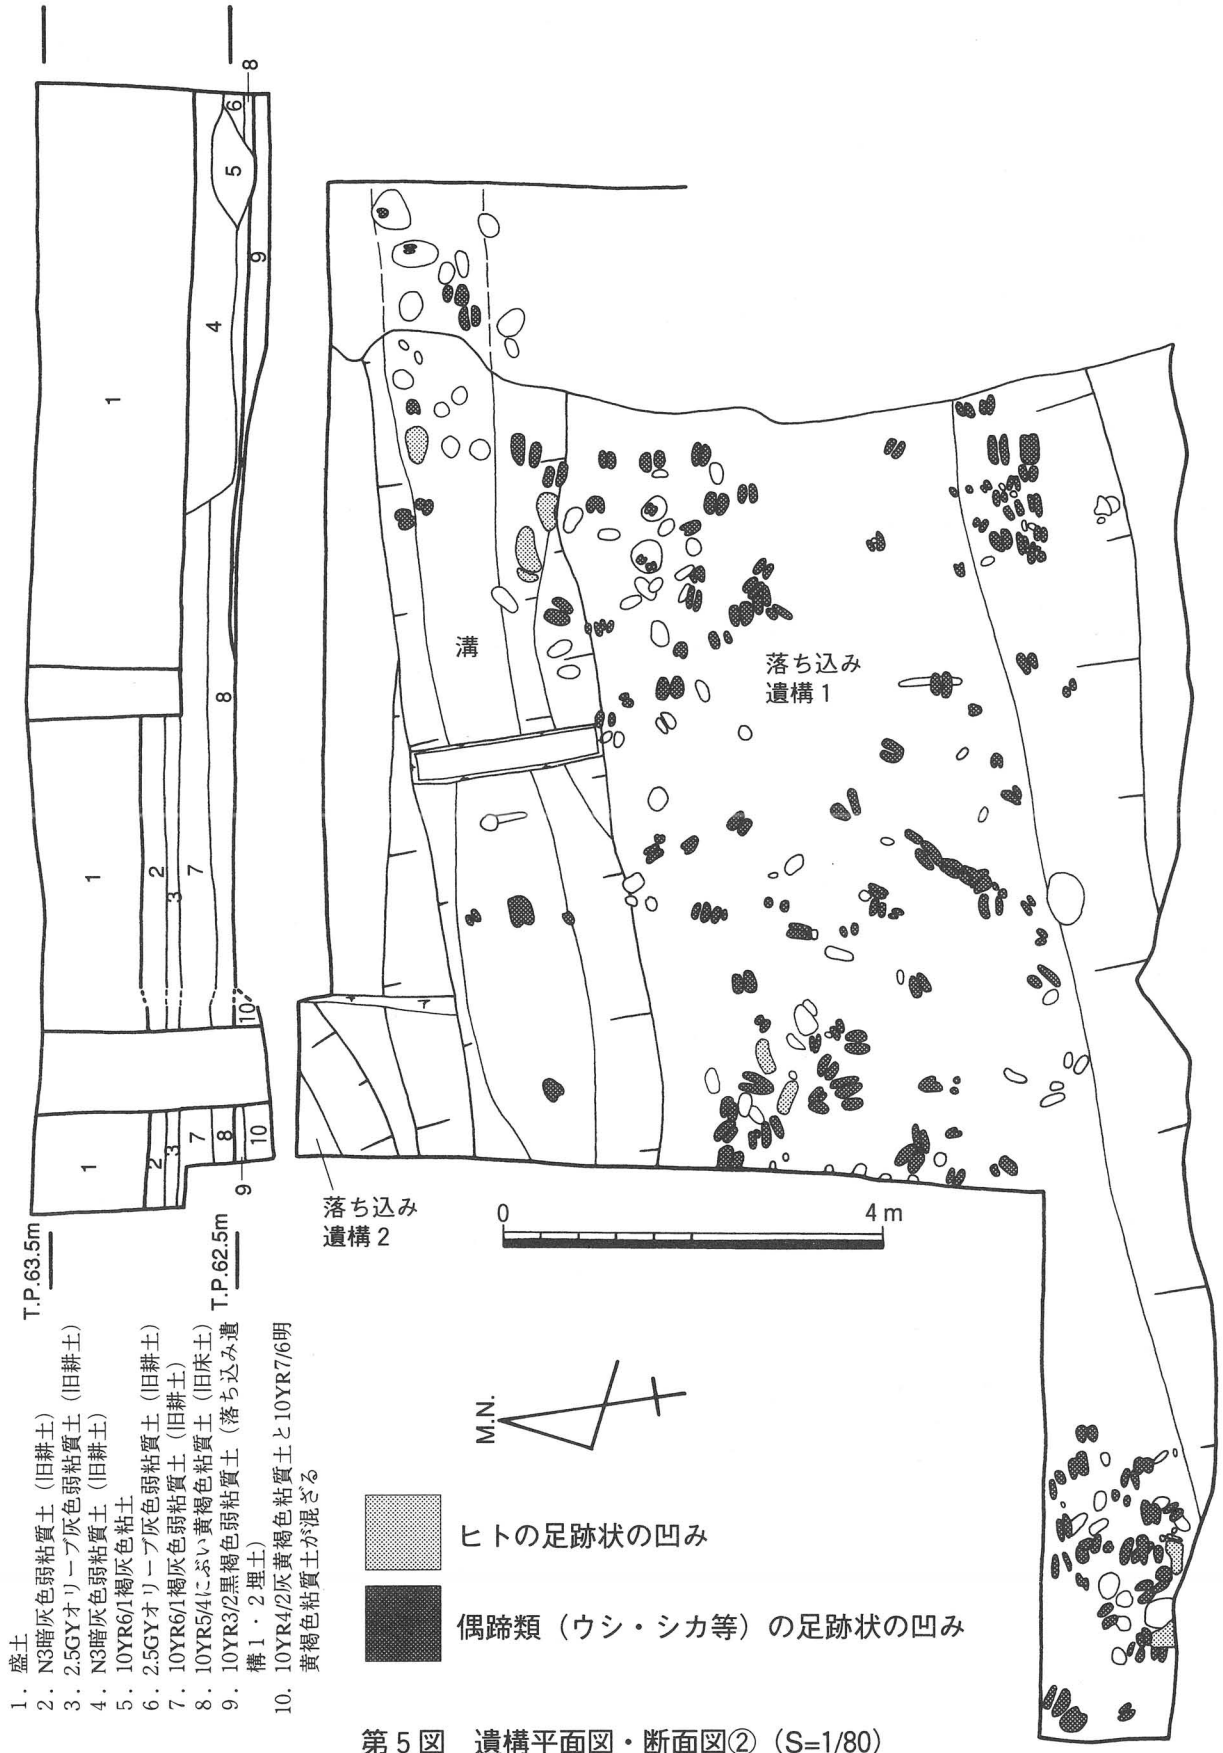 T.P.63.5m
T.P.62.5m
1
1
1
2
2
3
3
4
5
6
7
7
8
8
8
9
9
10
10
溝
落ち込み
遺構1
落ち込み
遺構2
0 4m
M.N.
1. 盛土
2. N3暗灰色弱粘質土（旧耕土）
3. 2.5GYオリーブ灰色弱粘質土（旧耕土）
4. N3暗灰色弱粘質土（旧耕土）
5. 10YR6/1褐灰色粘土
6. 2.5GYオリーブ灰色弱粘質土（旧耕土）
7. 10YR6/1褐灰色弱粘質土（旧耕土）
8. 10YR5/4にぶい黄褐色粘質土（旧床土）
9. 10YR3/2黒褐色弱粘質土（落ち込み遺
構1・2埋土）
10. 10YR4/2灰黄褐色粘質土と10YR7/6明
黄褐色粘質土が混ざる
ヒトの足跡状の凹み
偶蹄類（ウシ・シカ等）の足跡状の凹み
第5図 遺構平面図・断面図②（S=1/80）